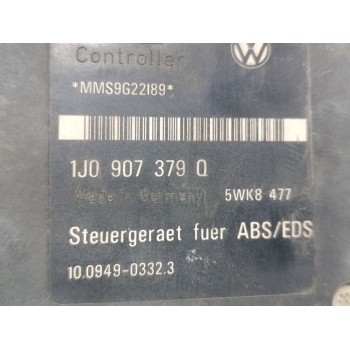 Controller
*MMS9G22I89*
1J0 907 379 Q
Made in Germany
5WK8 477
Steuergeraet fuer ABS/EDS
10.0949-0332.3